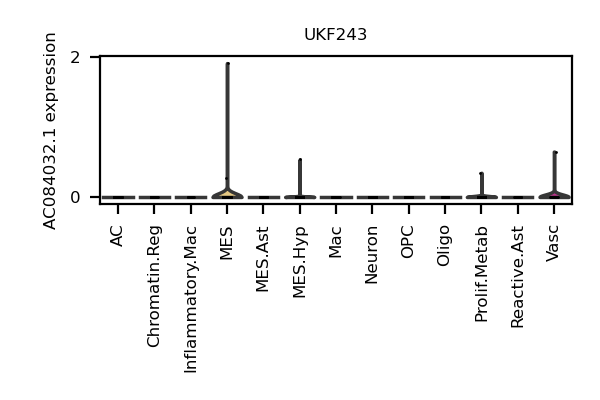 UKF243
AC084032.1 expression
2
0
AC
Chromatin.Reg
Inflammatory.Mac
MES
MES.Ast
MES.Hyp
Mac
Neuron
OPC
Oligo
Prolif.Metab
Reactive.Ast
Vasc